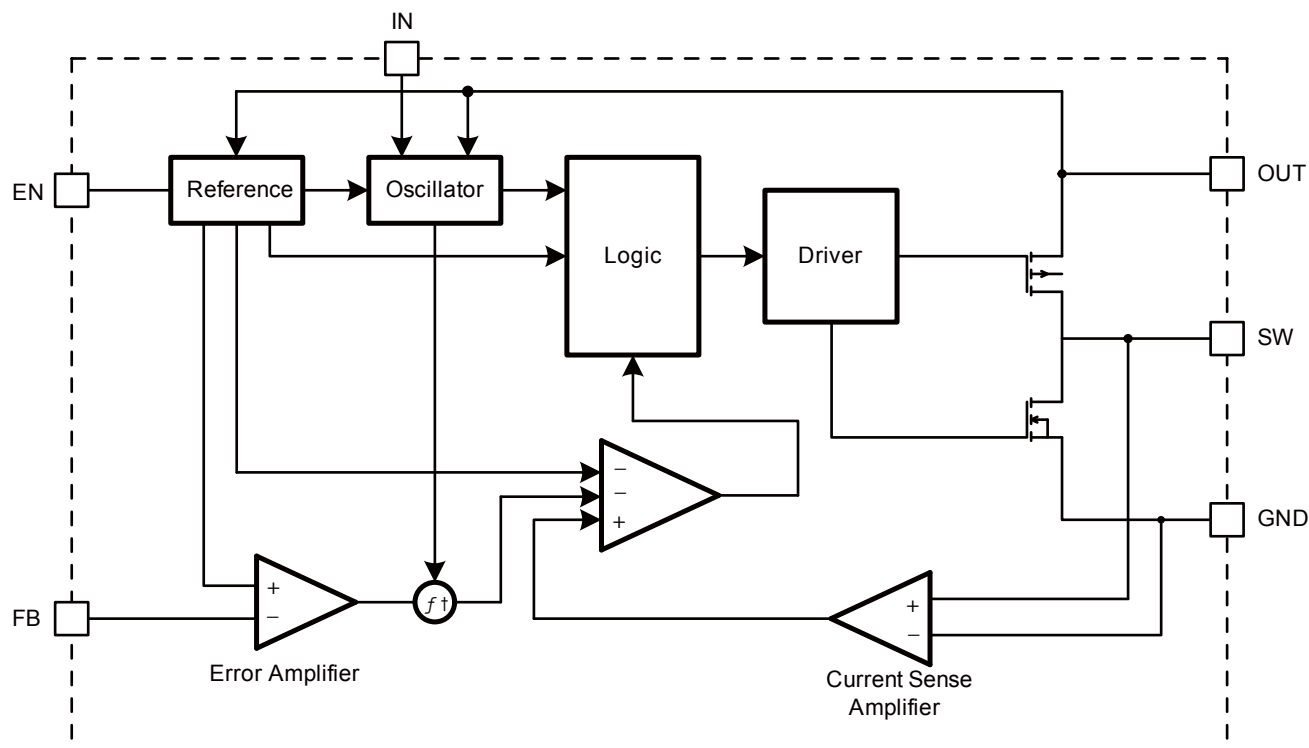 IN
EN
Reference
Oscillator
Logic
Driver
OUT
SW
GND
−
−
+
FB
+
−
ƒ†
+
−
Error Amplifier
Current Sense
Amplifier